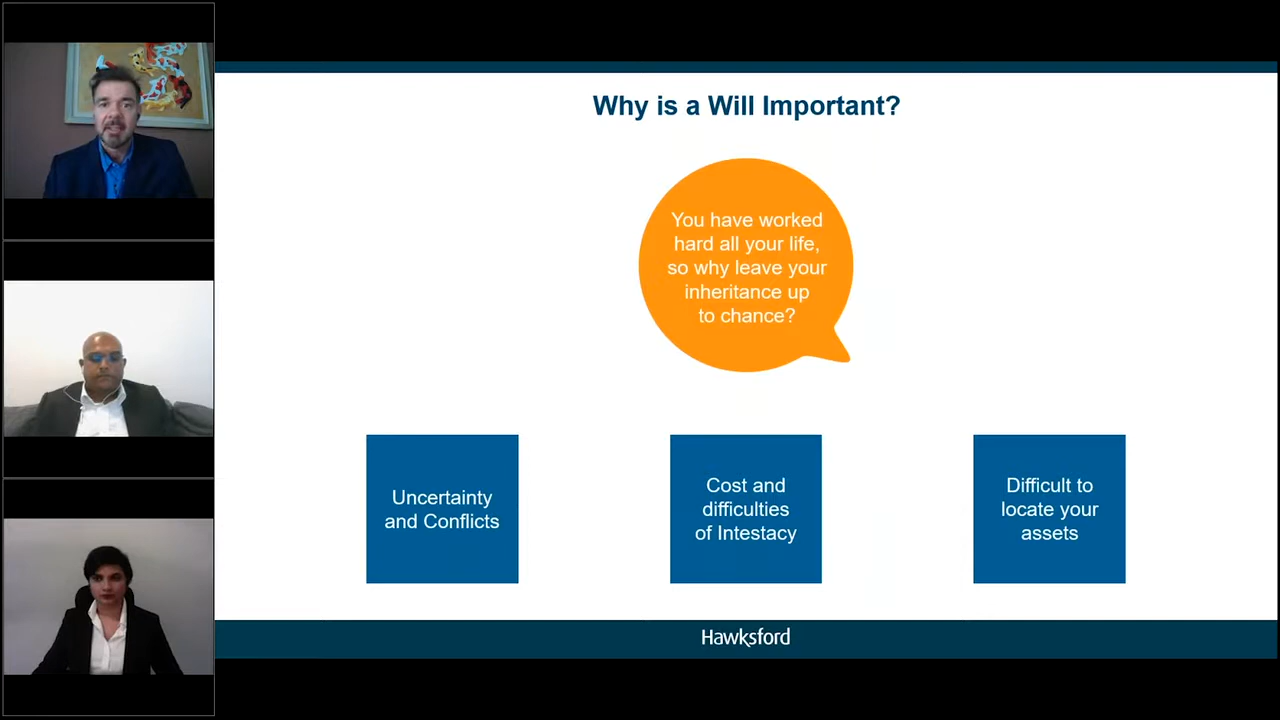 Why is a Will Important?
You have worked
hard all your life,
so why leave your
inheritance up
to chance?
Uncertainty
and Conflicts
Cost and
difficulties
of Intestacy
Difficult to
locate your
assets
Hawksford